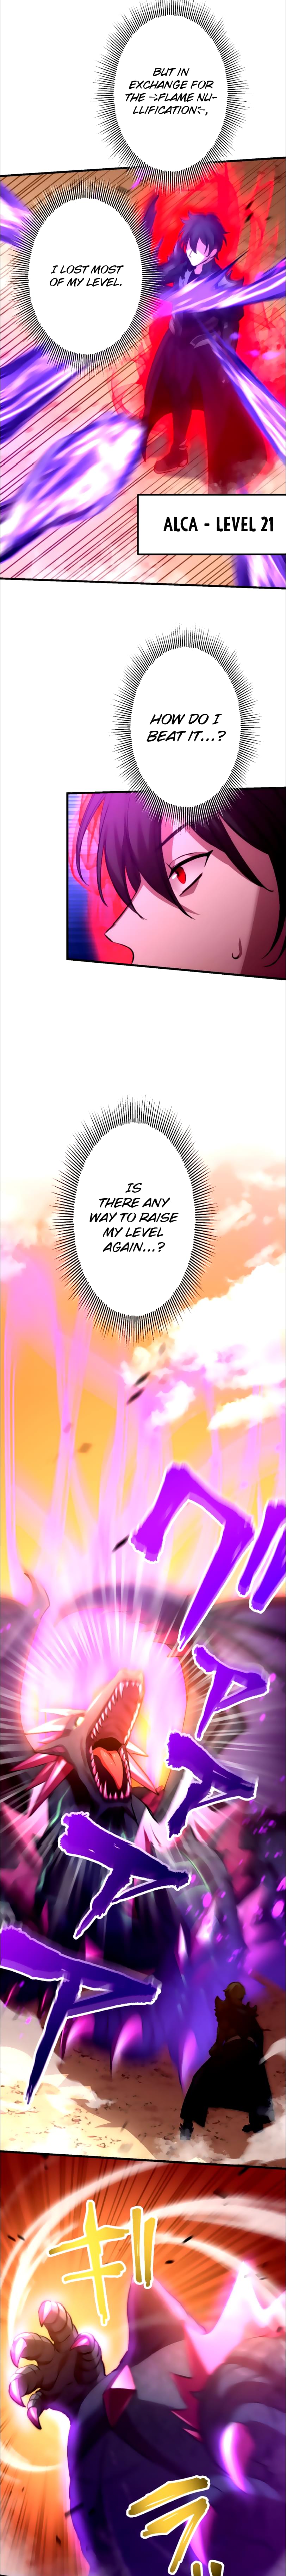 BUT IN
EXCHANGE FOR
THE -:FLAME NU-
LLIFICATION:-,
I LOST MOST
OF MY LEVEL.
ALCA - LEVEL 21
HOW DO I
BEAT IT...?
IS
THERE ANY
WAY TO RAISE
MY LEVEL
AGAIN...?
グ
ア
ア
ア
ア
ギ